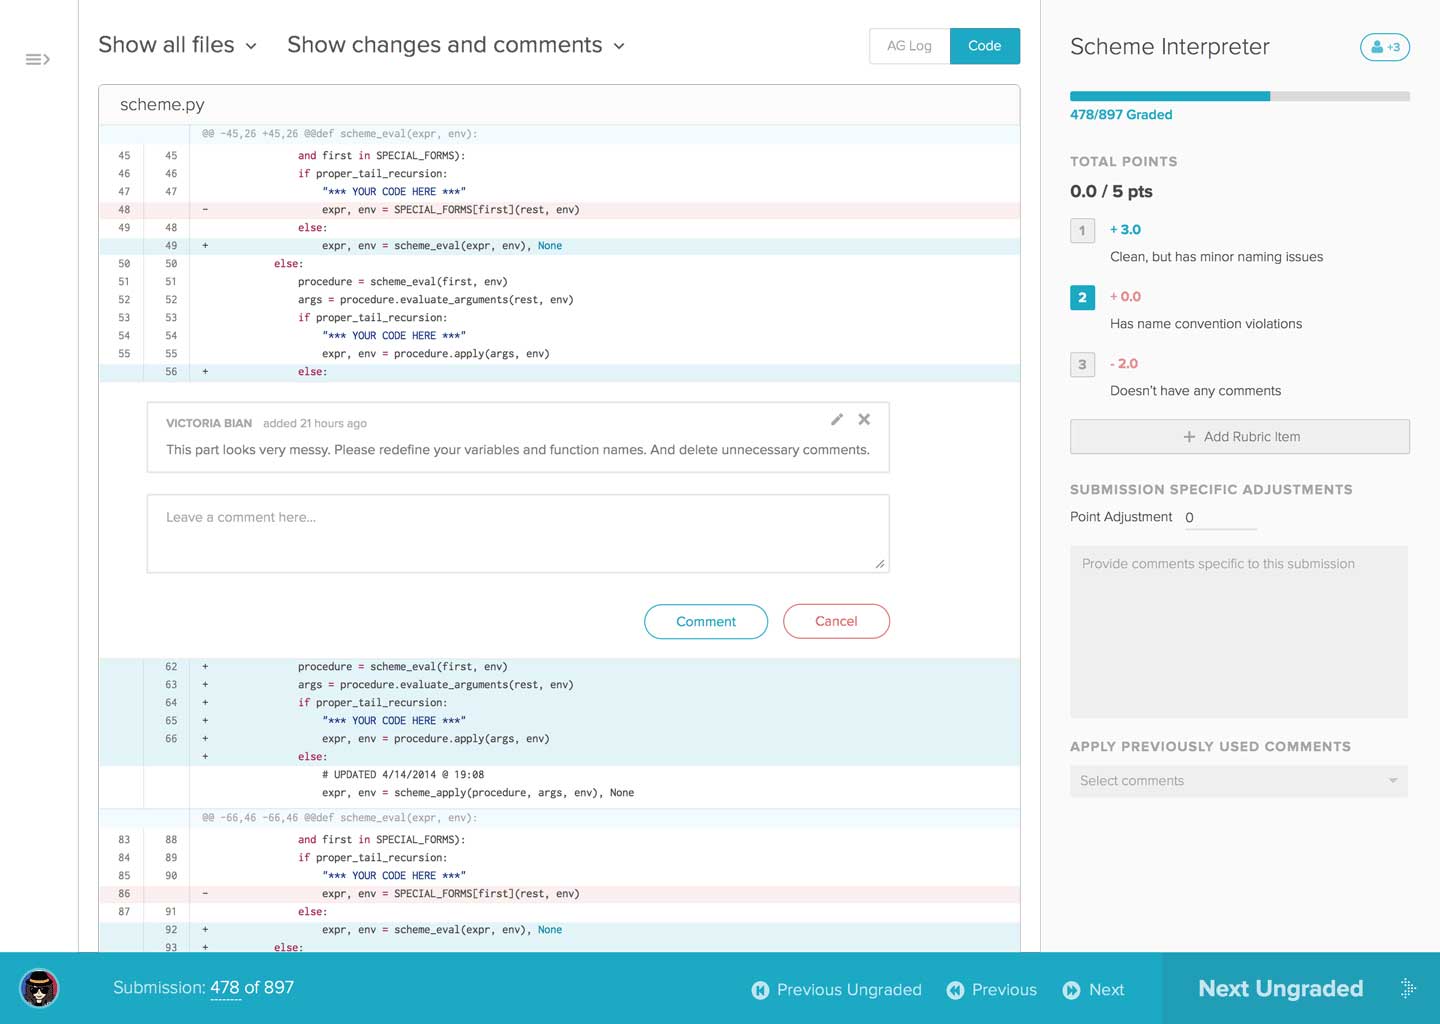 Show all files
Show changes and comments
AG Log
Code
scheme.py
@@ -45,26 +45,26 @@def scheme_eval(expr, env):
45 45 and first in SPECIAL_FORMS):
46 46 if proper_tail_recursion:
47 47 "*** YOUR CODE HERE ***"
48 - expr, env = SPECIAL_FORMS[first](rest, env)
49 48 else:
49 + expr, env = scheme_eval(expr, env), None
50 50 else:
51 51 procedure = scheme_eval(first, env)
52 52 args = procedure.evaluate_arguments(rest, env)
53 53 if proper_tail_recursion:
54 54 "*** YOUR CODE HERE ***"
55 55 expr, env = procedure.apply(args, env)
56 + else:
VICTORIA BIAN added 21 hours ago
This part looks very messy. Please redefine your variables and function names. And delete unnecessary comments.
Leave a comment here...
Comment
Cancel
62 + procedure = scheme_eval(first, env)
63 + args = procedure.evaluate_arguments(rest, env)
64 + if proper_tail_recursion:
65 + "*** YOUR CODE HERE ***"
66 + expr, env = procedure.apply(args, env)
+ else:
# UPDATED 4/14/2014 @ 19:08
expr, env = scheme_apply(procedure, args, env), None
@@ -66,46 -66,46 @@def scheme_eval(expr, env):
83 88 and first in SPECIAL_FORMS):
84 89 if proper_tail_recursion:
85 90 "*** YOUR CODE HERE ***"
86 - expr, env = SPECIAL_FORMS[first](rest, env)
87 91 else:
92 + expr, env = scheme_eval(expr, env), None
93 + else:
Scheme Interpreter
+3
478/897 Graded
TOTAL POINTS
0.0 / 5 pts
1 + 3.0
Clean, but has minor naming issues
2 + 0.0
Has name convention violations
3 - 2.0
Doesn't have any comments
+ Add Rubric Item
SUBMISSION SPECIFIC ADJUSTMENTS
Point Adjustment 0
Provide comments specific to this submission
APPLY PREVIOUSLY USED COMMENTS
Select comments
Submission: 478 of 897
Previous Ungraded
Previous
Next
Next Ungraded